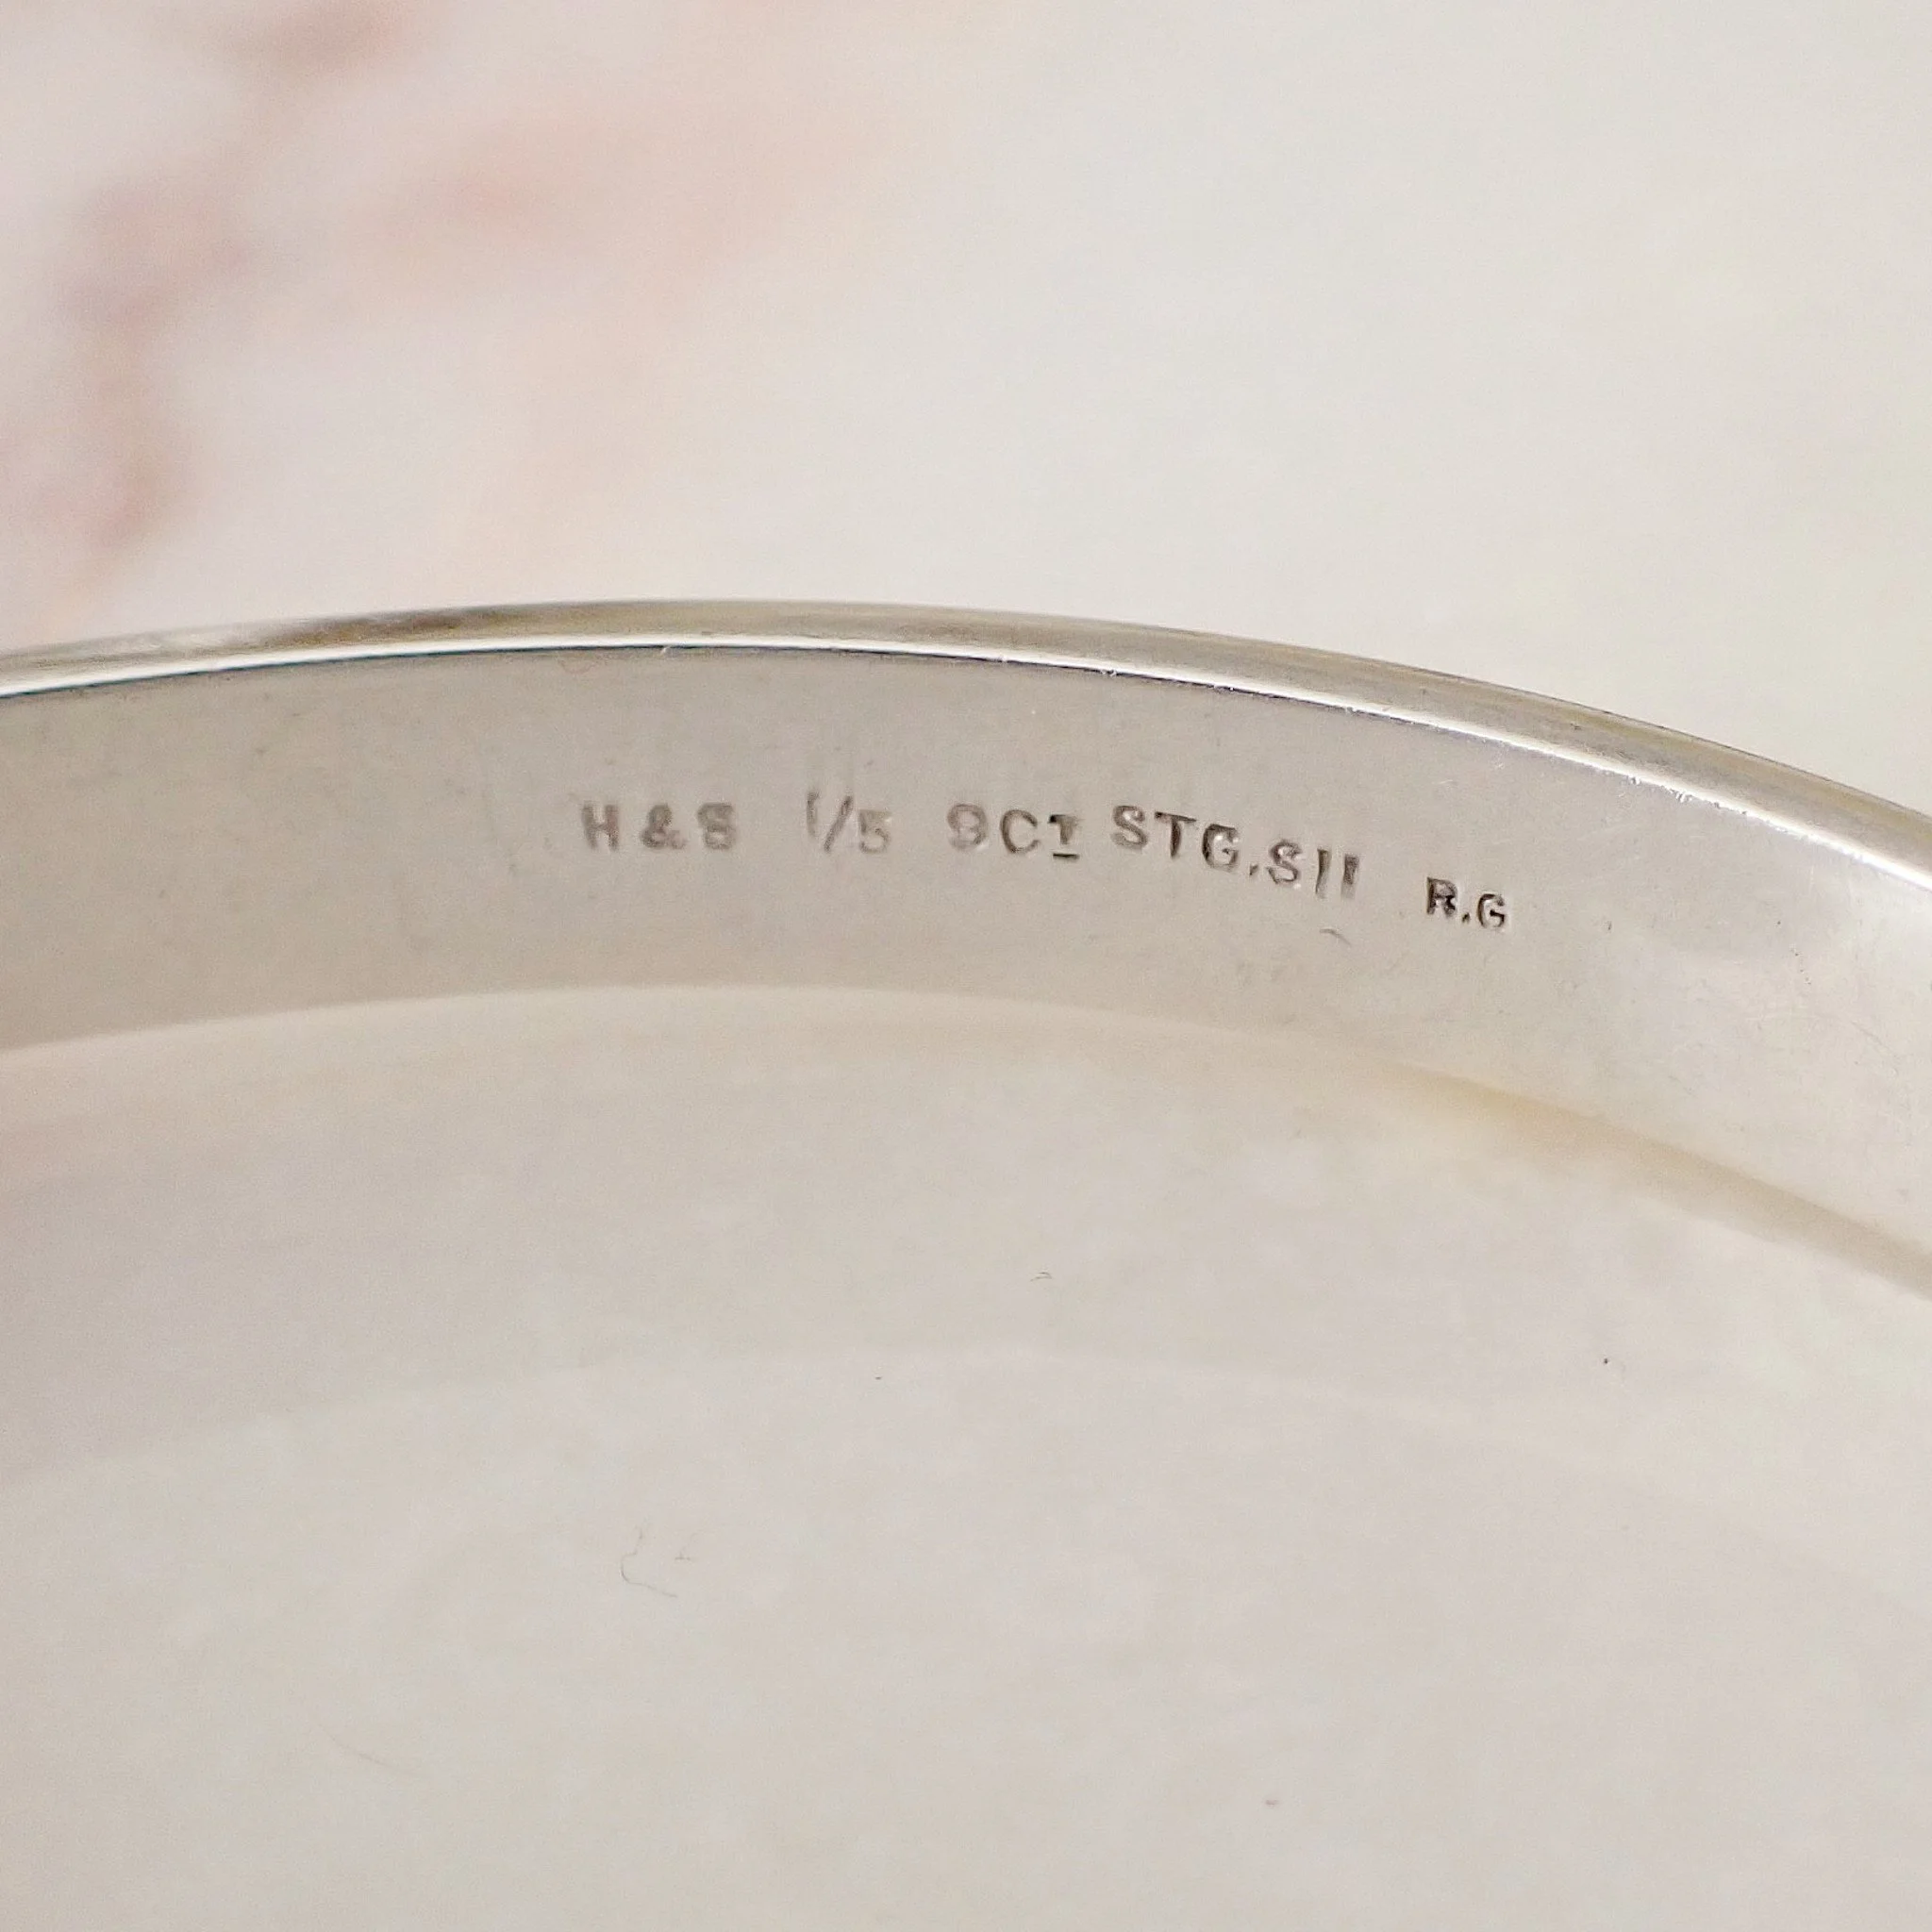 H & S 1/5 9CT STG.SIl R.G